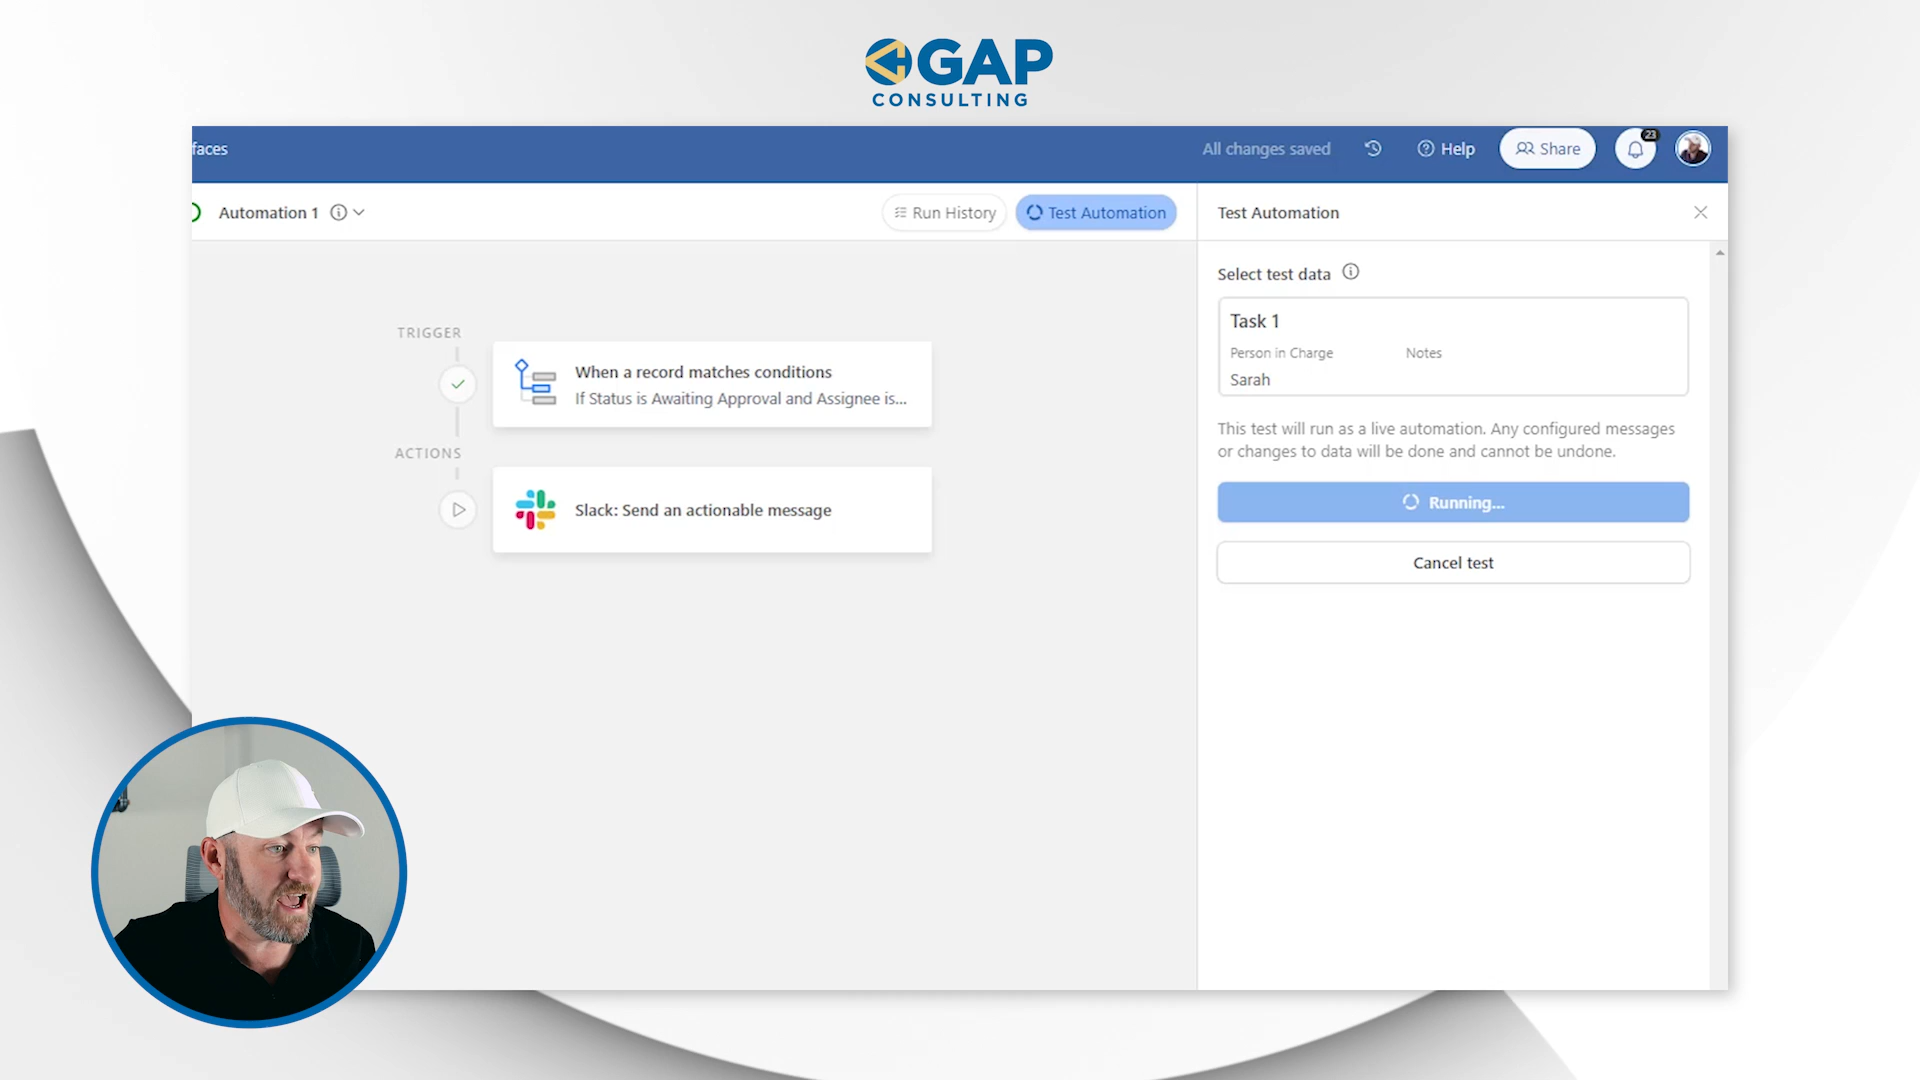 GAP
CONSULTING
faces
All changes saved
Help
Share
23
Automation 1
Run History
Test Automation
Test Automation
Select test data
Task 1
Person in Charge
Notes
Sarah
This test will run as a live automation. Any configured messages
or changes to data will be done and cannot be undone.
Running...
Cancel test
TRIGGER
When a record matches conditions
If Status is Awaiting Approval and Assignee is...
ACTIONS
Slack: Send an actionable message